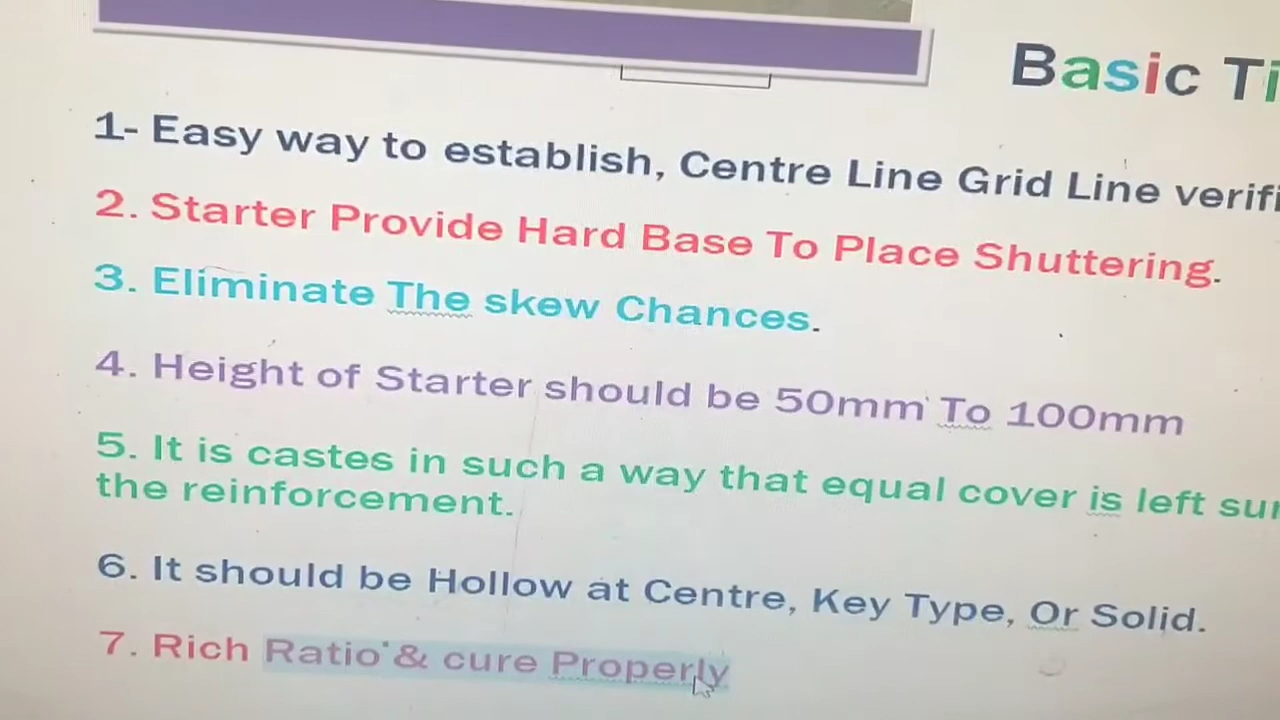 Basic
1- Easy way to establish, Centre Line Grid Line
2. Starter Provide Hard Base To Place Shuttering.
3. Eliminate The skew Chances.
4. Height of Starter should be 50mm To 100mm
5. It is castes in such a way that equal cover is left
the reinforcement.
6. It should be Hollow at Centre, Key Type, Or Solid.
7. Rich Ratio & cure Properly